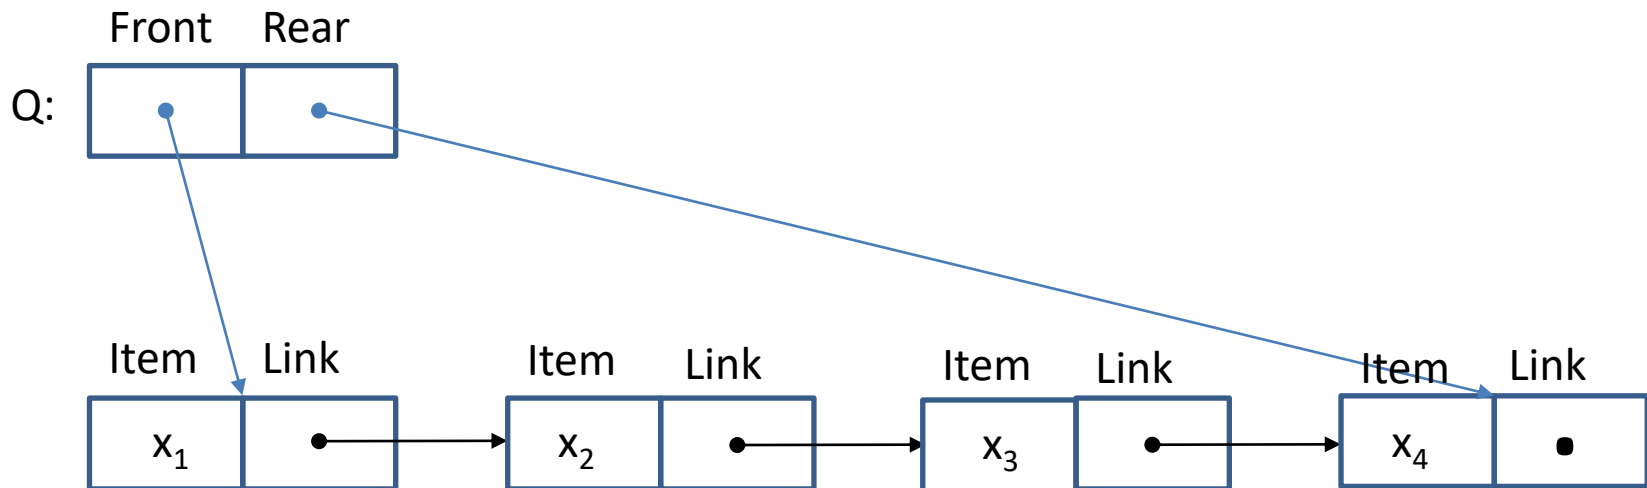 Front Rear
Q:
Item Link Item Link Item Link Item Link
x₁ x₂ x₃ x₄